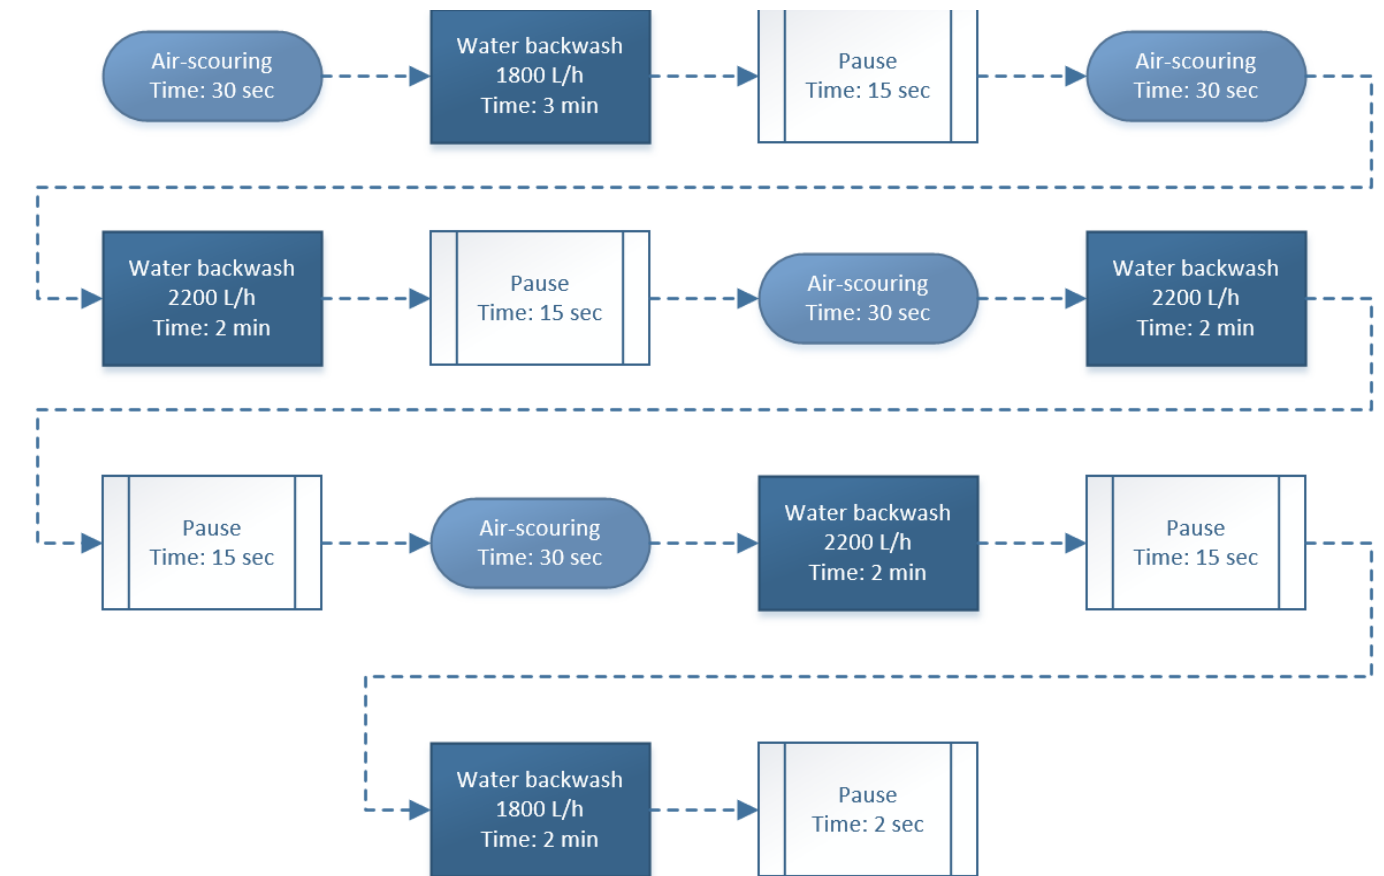 Air-scouring
Time: 30 sec
Water backwash
1800 L/h
Time: 3 min
Pause
Time: 15 sec
Air-scouring
Time: 30 sec
Water backwash
2200 L/h
Time: 2 min
Pause
Time: 15 sec
Air-scouring
Time: 30 sec
Water backwash
2200 L/h
Time: 2 min
Pause
Time: 15 sec
Air-scouring
Time: 30 sec
Water backwash
2200 L/h
Time: 2 min
Pause
Time: 15 sec
Water backwash
1800 L/h
Time: 2 min
Pause
Time: 2 sec